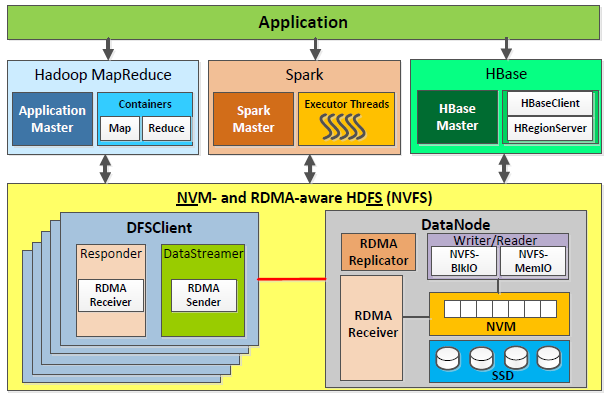 Application
Hadoop MapReduce
Application
Master
Containers
Map
Reduce
Spark
Spark
Master
Executor Threads
HBase
HBase
Master
HBaseClient
HRegionServer
NVM- and RDMA-aware HDFS (NVFS)
DFSClient
Responder
RDMA
Receiver
DataStreamer
RDMA
Sender
DataNode
RDMA
Replicator
Writer/Reader
NVFS-
BlkIO
NVFS-
MemIO
RDMA
Receiver
NVM
SSD